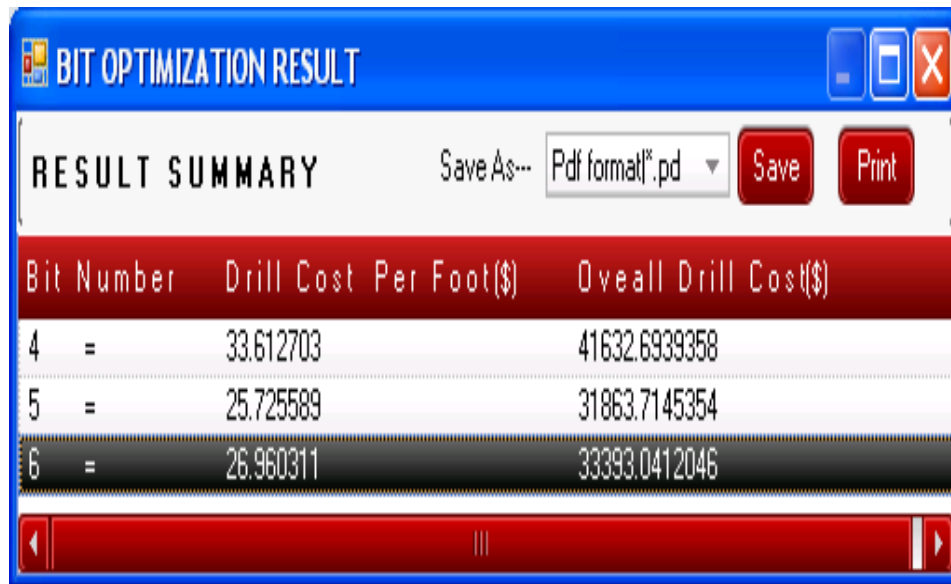 BIT OPTIMIZATION RESULT
RESULT SUMMARY Save As--- Pdf format|*.pd Save Print
Bit Number Drill Cost Per Foot($) Oveall Drill Cost($)
4 = 33.612703 41632.6939358
5 = 25.725589 31863.7145354
6 = 26.960311 33393.0412046